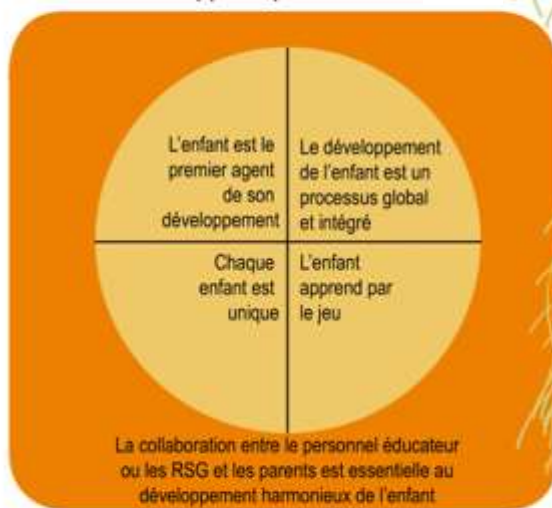 L'enfant est le
premier agent
de son
développement
Le développement
de l'enfant est un
processus global
et intégré
Chaque
enfant est
unique
L'enfant
apprend par
le jeu
La collaboration entre le personnel éducateur
ou les RSG et les parents est essentielle au
développement harmonieux de l'enfant